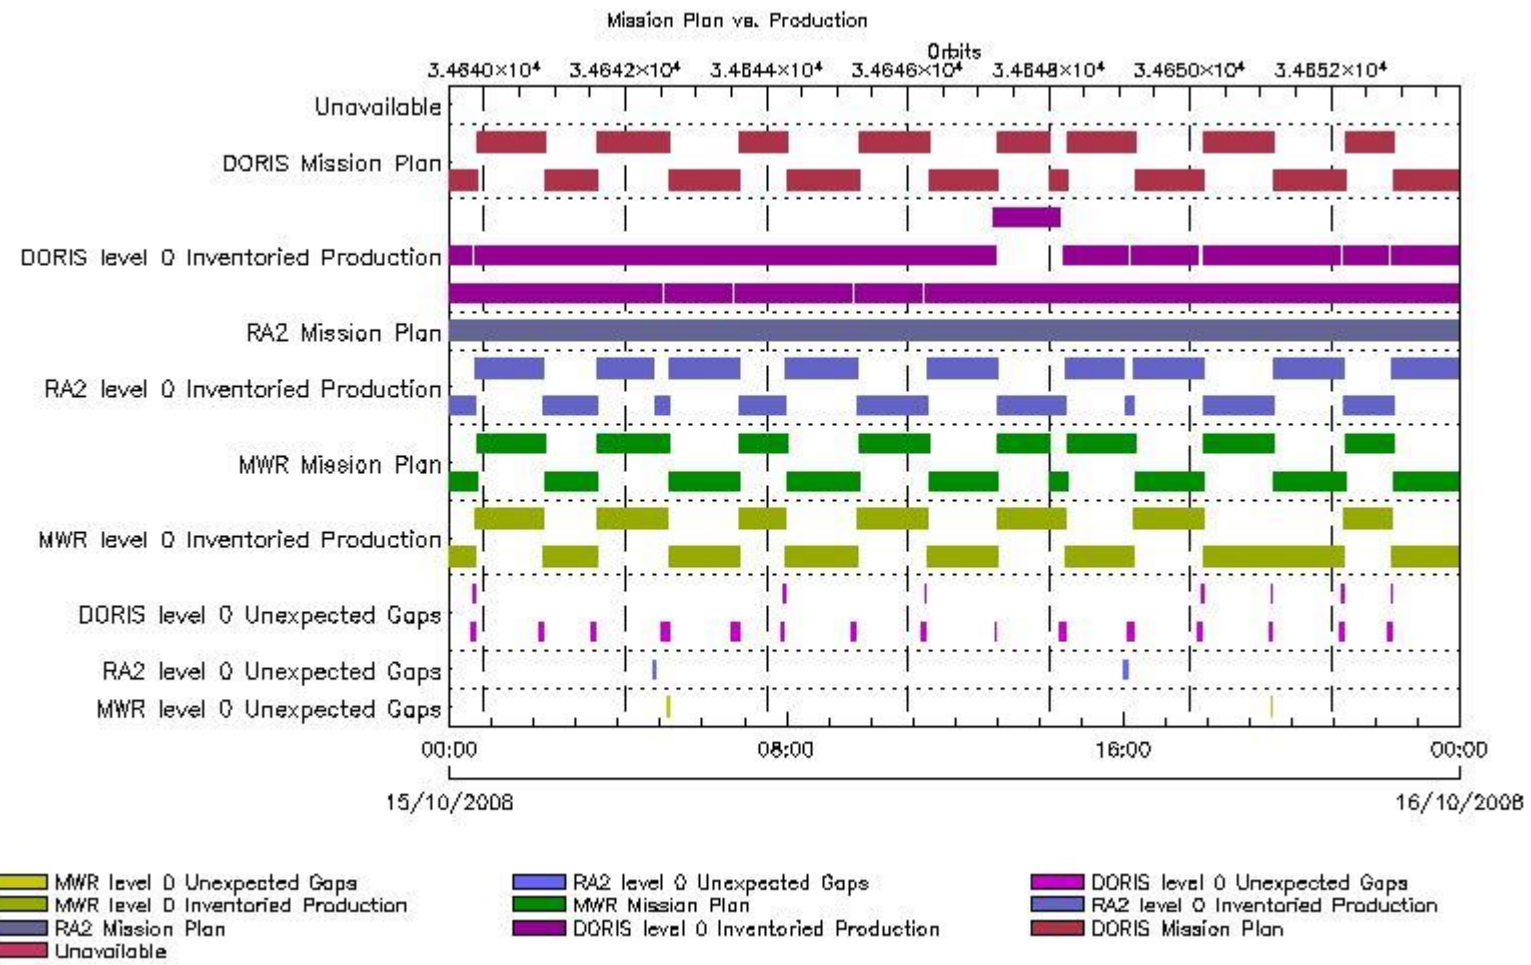 Mission Plan vs. Production
Orbits
3.4640×10⁴ 3.4642×10⁴ 3.4644×10⁴ 3.4646×10⁴ 3.4648×10⁴ 3.4650×10⁴ 3.4652×10⁴
Unavailable
DORIS Mission Plan
DORIS level 0 Inventoried Production
RA2 Mission Plan
RA2 level 0 Inventoried Production
MWR Mission Plan
MWR level 0 Inventoried Production
DORIS level 0 Unexpected Gaps
RA2 level 0 Unexpected Gaps
MWR level 0 Unexpected Gaps
00:00 08:00 16:00 00:00
15/10/2008 16/10/2008
MWR level 0 Unexpected Gaps RA2 level 0 Unexpected Gaps DORIS level 0 Unexpected Gaps
MWR level 0 Inventoried Production MWR Mission Plan RA2 level 0 Inventoried Production
RA2 Mission Plan DORIS level 0 Inventoried Production DORIS Mission Plan
Unavailable